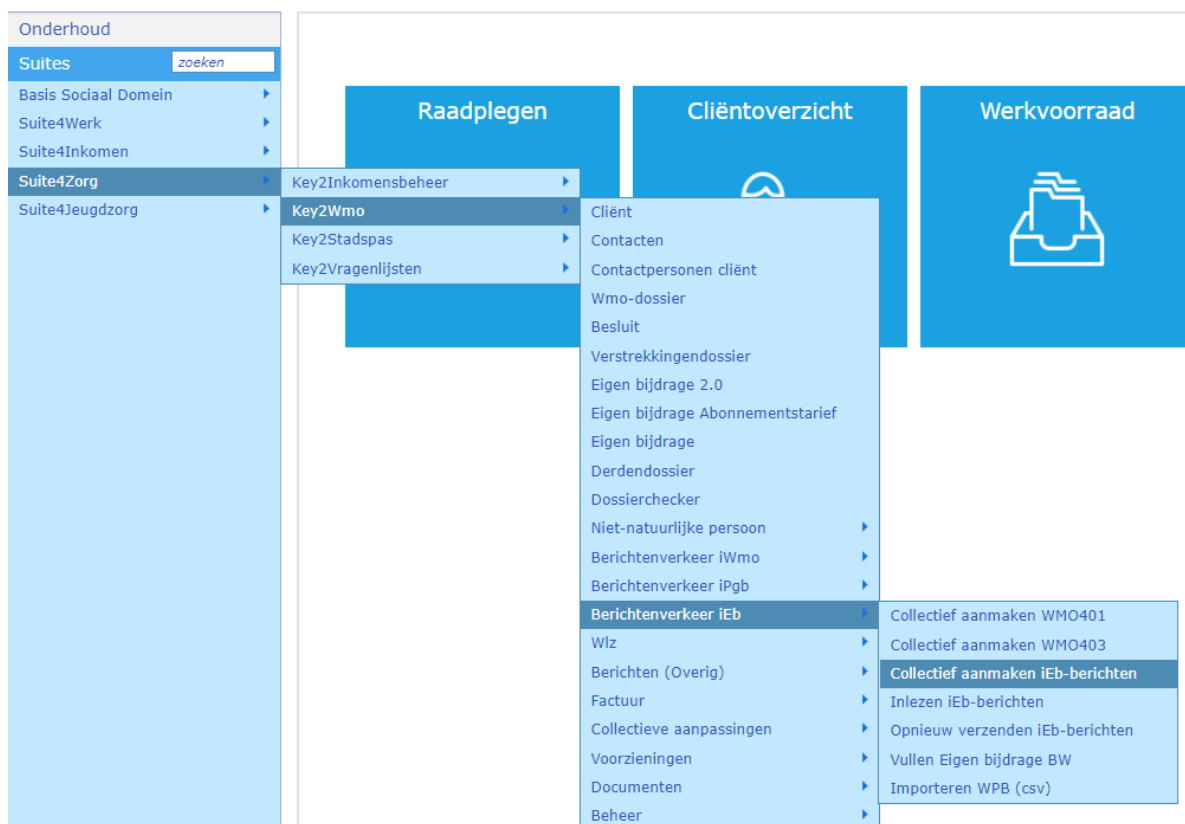 Onderhoud
Suites
zoeken
Basis Sociaal Domein
Suite4Werk
Suite4Inkomen
Suite4Zorg
Suite4Jeugdzorg
Key2Inkomensbeheer
Key2Wmo
Key2Stadspas
Key2Vragenlijsten
Raadplegen
Cliëntoverzicht
Werkvoorraad
Cliënt
Contacten
Contactpersonen cliënt
Wmo-dossier
Besluit
Verstrekkingendossier
Eigen bijdrage 2.0
Eigen bijdrage Abonnementstarief
Eigen bijdrage
Derdendossier
Dossierchecker
Niet-natuurlijke persoon
Berichtenverkeer iWmo
Berichtenverkeer iPgb
Berichtenverkeer iEb
Wlz
Berichten (Overig)
Factuur
Collectieve aanpassingen
Voorzieningen
Documenten
Beheer
Collectief aanmaken WMO401
Collectief aanmaken WMO403
Collectief aanmaken iEb-berichten
Inlezen iEb-berichten
Opnieuw verzenden iEb-berichten
Vullen Eigen bijdrage BW
Importeren WPB (csv)